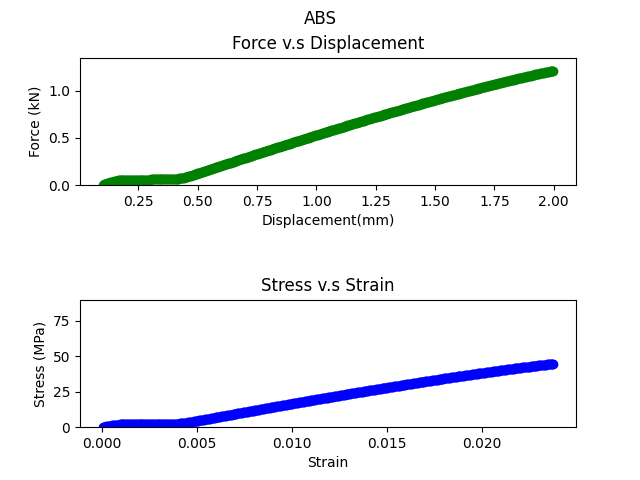 ABS
Force v.s Displacement
1.0
0.5
0.0
Force (kN)
0.25 0.50 0.75 1.00 1.25 1.50 1.75 2.00
Displacement(mm)
Stress v.s Strain
75
50
25
0
Stress (MPa)
0.000 0.005 0.010 0.015 0.020
Strain